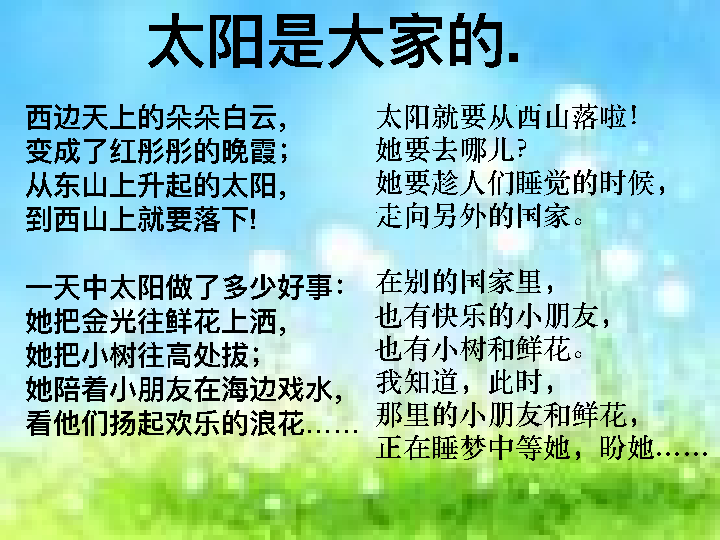 太阳是大家的.
西边天上的朵朵白云，
变成了红彤彤的晚霞；
从东山上升起的太阳，
到西山上就要落下!
一天中太阳做了多少好事：
她把金光往鲜花上洒，
她把小树往高处拔；
她陪着小朋友在海边戏水，
看他们扬起欢乐的浪花……
太阳就要从西山落啦！
她要去哪儿？
她要趁人们睡觉的时候，
走向另外的国家。
在别的国家里，
也有快乐的小朋友，
也有小树和鲜花。
我知道，此时，
那里的小朋友和鲜花，
正在睡梦中等她，盼她……